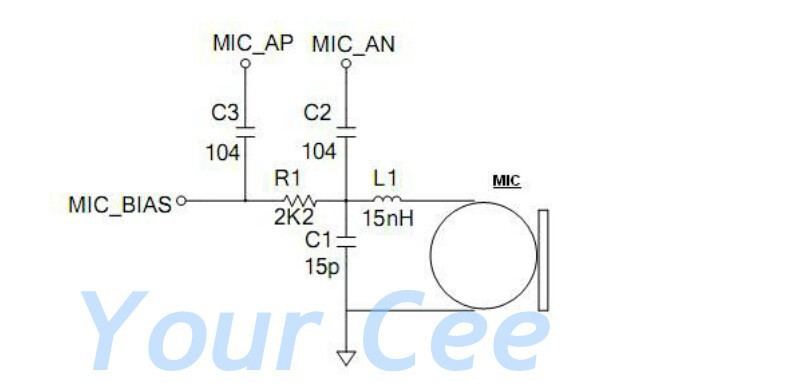 MIC_AP MIC_AN
C3 C2
104 104
R1 L1 MIC
MIC_BIAS 2K2 15nH
C1
15p
Your Cee